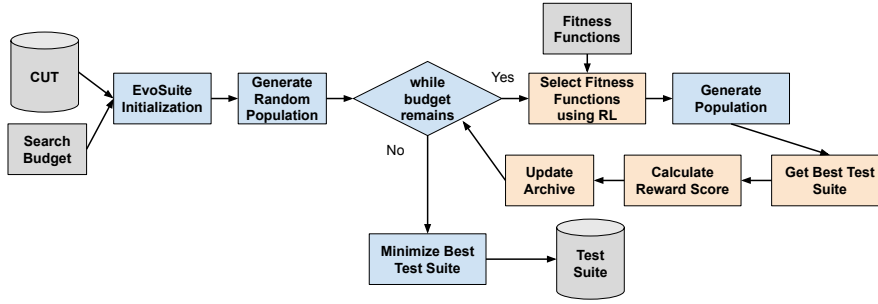 CUT
Search
Budget
EvoSuite
Initialization
Generate
Random
Population
while
budget
remains
Yes
No
Fitness
Functions
Select Fitness
Functions
using RL
Generate
Population
Get Best Test
Suite
Calculate
Reward Score
Update
Archive
Minimize Best
Test Suite
Test
Suite